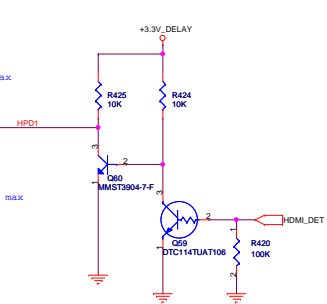 +3.3V_DELAY
ax
R425
10K
R424
10K
HPD1
3
2
Q60
MMST3904-7-F
1
max
3
2
HDMI_DET
1
Q59
DTC114TUAT106
1
R420
100K
2